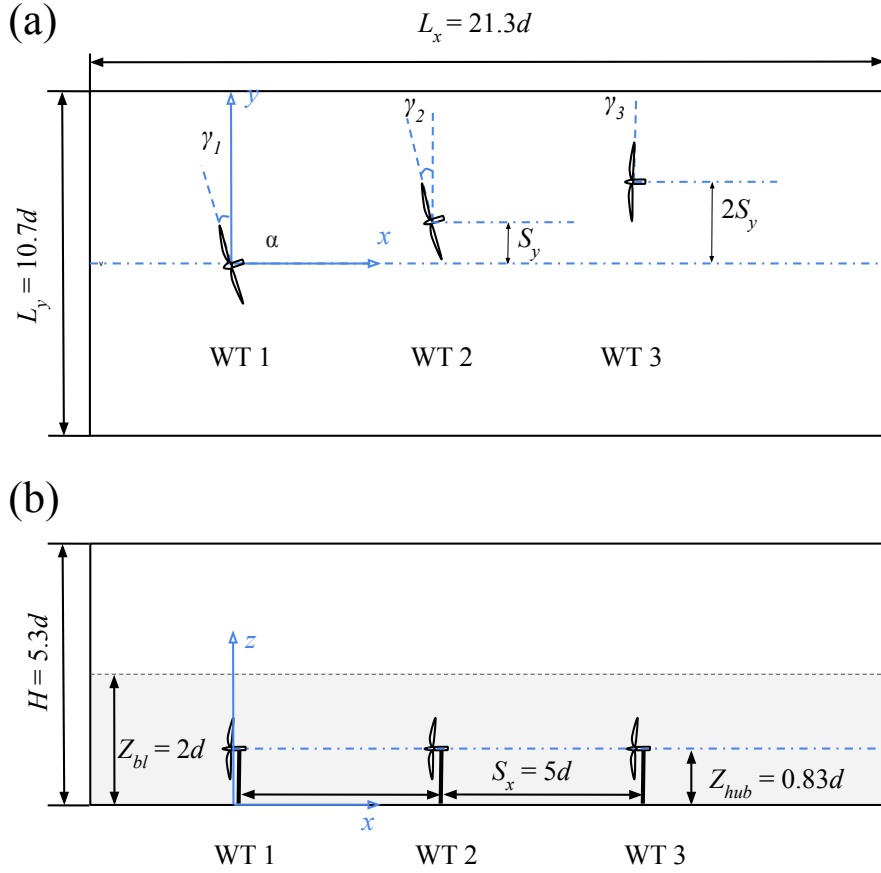 (a)
L_x = 21.3d
y
γ_2
γ_3
γ_1
L_y = 10.7d
α
x
S_y
2S_y
WT 1
WT 2
WT 3
(b)
H = 5.3d
z
Z_bl = 2d
S_x = 5d
Z_hub = 0.83d
x
WT 1
WT 2
WT 3